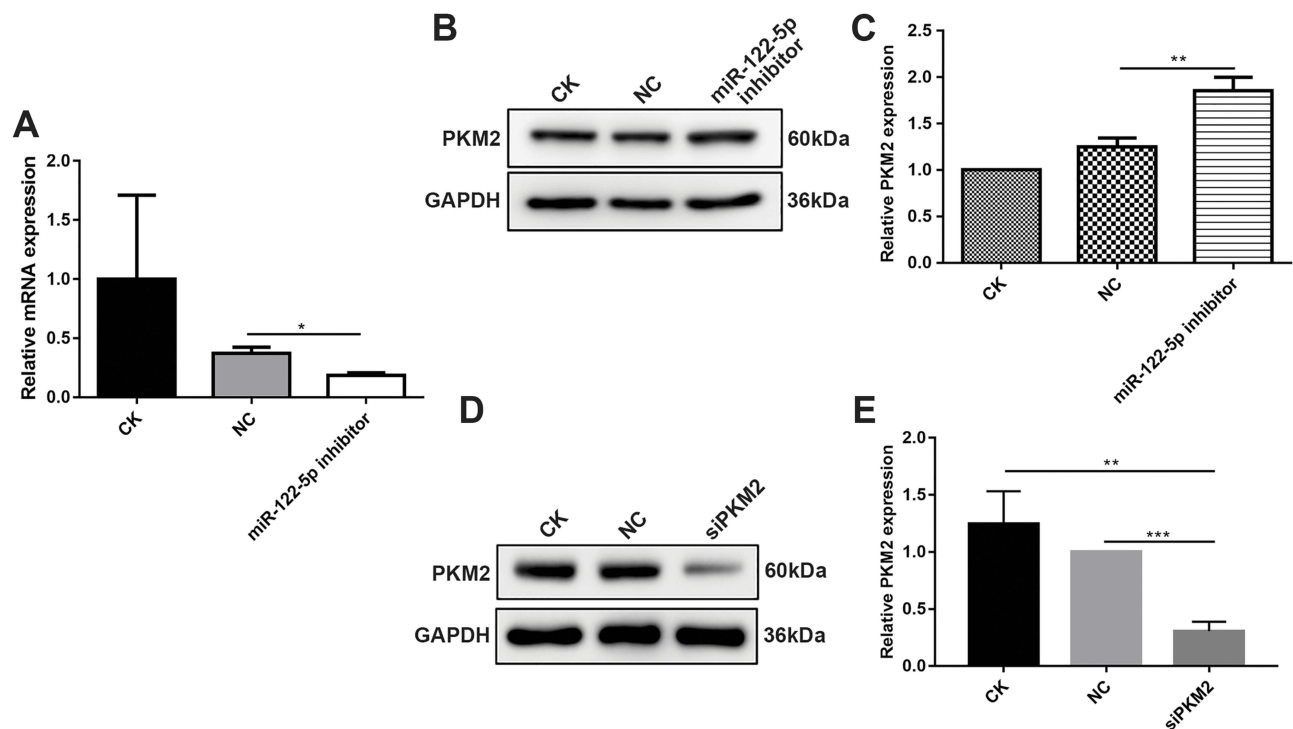 A
Relative mRNA expression
2.0
1.5
1.0
0.5
0.0
*
CK
NC
miR-122-5p inhibitor
B
CK
NC
miR-122-5p
inhibitor
PKM2
60kDa
GAPDH
36kDa
C
Relative PKM2 expression
2.5
2.0
1.5
1.0
0.5
0.0
**
CK
NC
miR-122-5p inhibitor
D
CK
NC
siPKM2
PKM2
60kDa
GAPDH
36kDa
E
Relative PKM2 expression
2.0
1.5
1.0
0.5
0.0
**
***
CK
NC
siPKM2